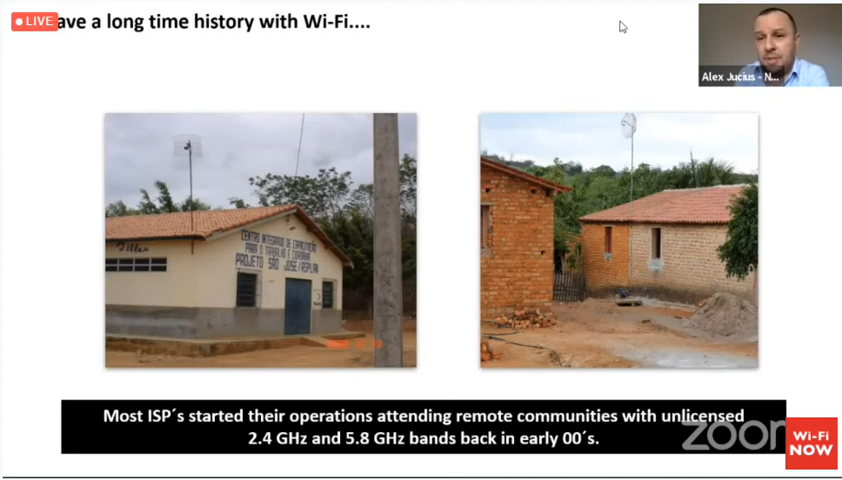 LIVE
ave a long time history with Wi-Fi....
Alex Jucius - N...
CENTRO INTEGRADO DE CAPACITAÇÃO
PARA O TRABALHO E CIDADANIA
PROJETO SÃO JOSÉ/ASPLAN
Most ISP´s started their operations attending remote communities with unlicensed
2.4 GHz and 5.8 GHz bands back in early 00´s.
zoom
Wi-Fi
NOW